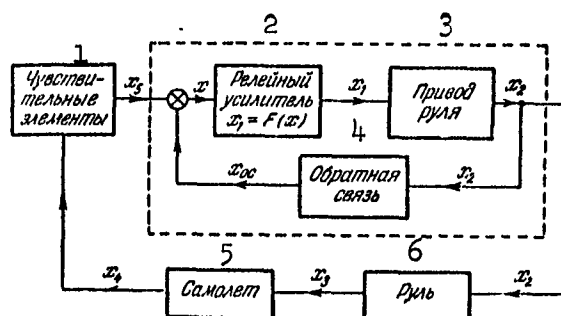 1
2
3
Чувстви-
тельные
элементы
x₅
x
Релейный
усилитель
x₁ = F(x)
x₁
Привод
руля
x₂
4
xос
Обратная
связь
x₂
5
6
x₄
Самолет
x₃
Руль
x₂